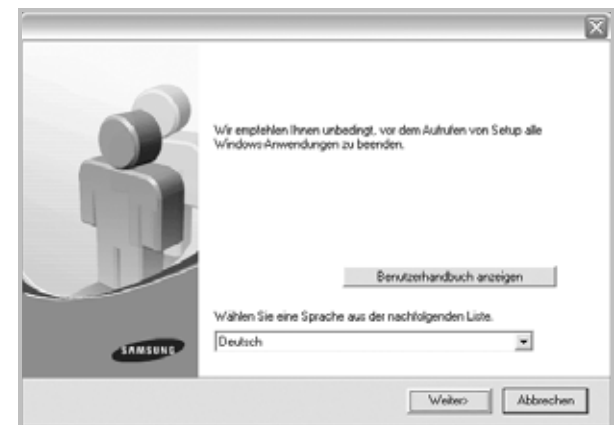 Wir empfehlen Ihnen unbedingt, vor dem Aufrufen von Setup alle
Windows-Anwendungen zu beenden.
Benutzerhandbuch anzeigen
Wählen Sie eine Sprache aus der nachfolgenden Liste.
Deutsch
SAMSUNG
Weiter>
Abbrechen